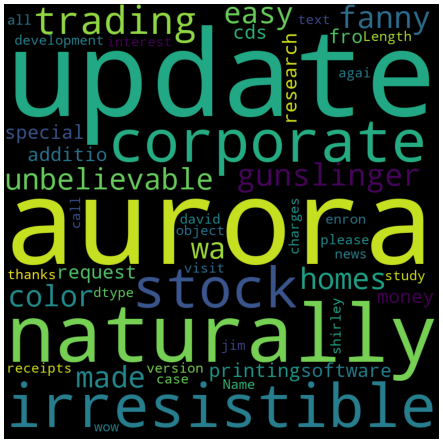 all trading easy fanny
development interest cds research fro text Length
update
agai
special corporate
additio
unbelievable gunslinger
aurora
call wa david object charges enron please news
thanks request stock homes study
color dtype visit money
naturally
shirley
receipts made jim version case printing software
Name
irresistible
wow